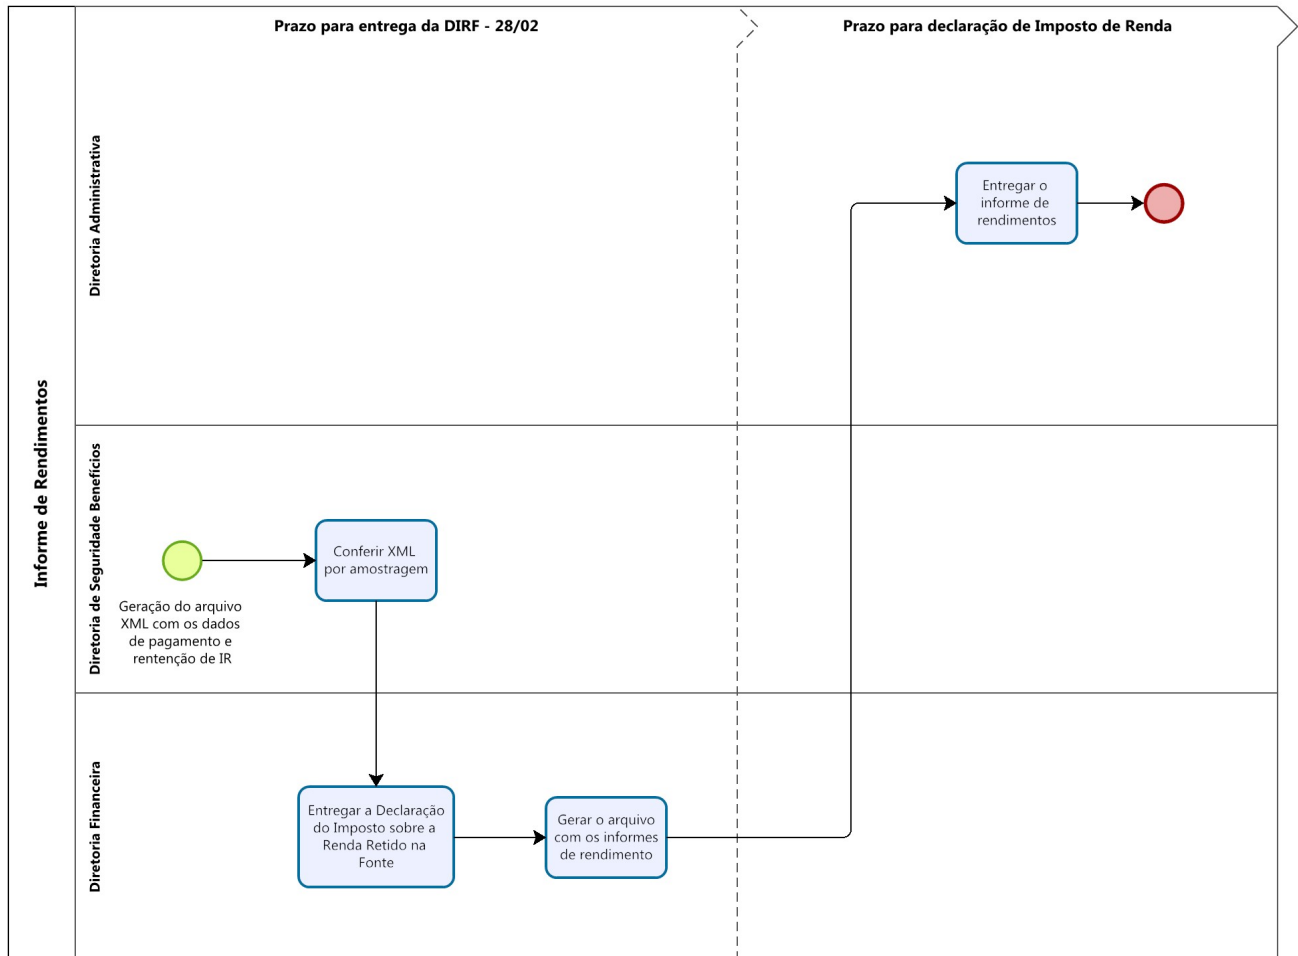 Prazo para entrega da DIRF - 28/02
Prazo para declaração de Imposto de Renda
Informe de Rendimentos
Diretoria Administrativa
Entregar o
informe de
rendimentos
Diretoria de Seguridade Benefícios
Geração do arquivo
XML com os dados
de pagamento e
rentenção de IR
Conferir XML
por amostragem
Diretoria Financeira
Entregar a Declaração
do Imposto sobre a
Renda Retido na
Fonte
Gerar o arquivo
com os informes
de rendimento